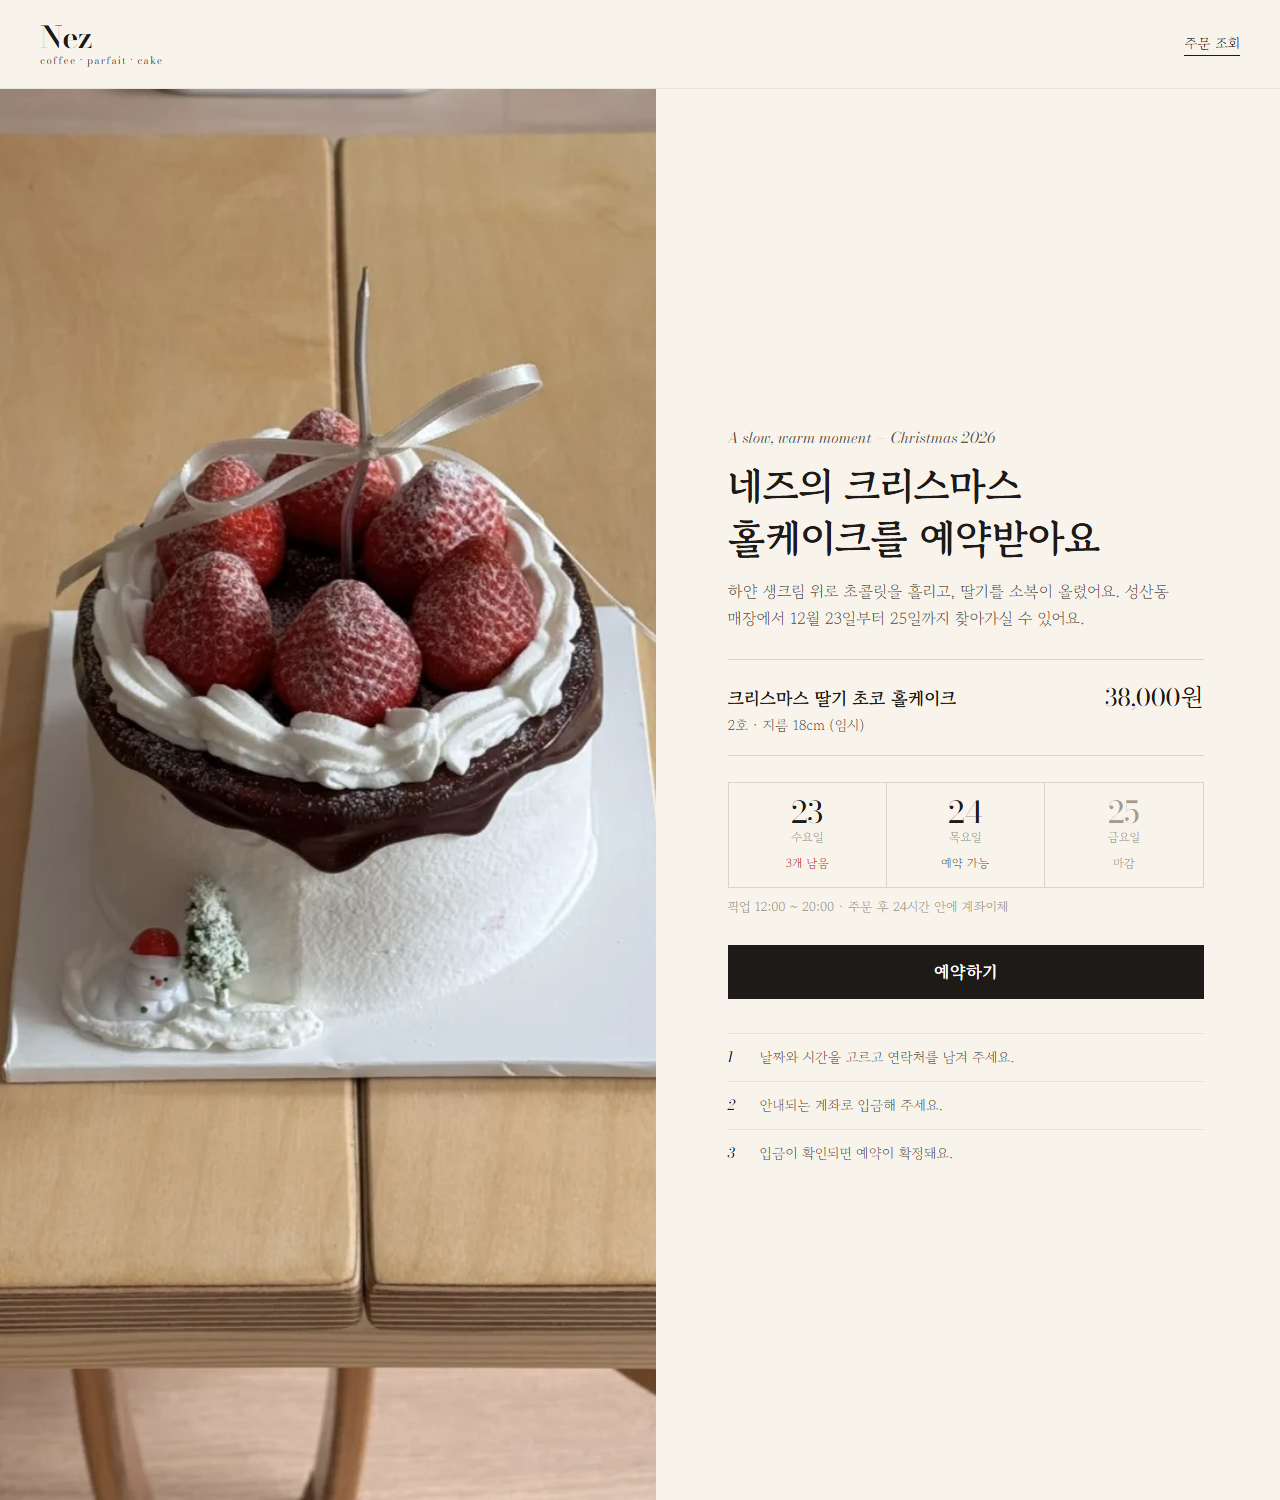 Nez
coffee · parfait · cake
주문 조회
A slow, warm moment — Christmas 2026
네즈의 크리스마스
홀케이크를 예약받아요
하얀 생크림 위로 초콜릿을 흘리고, 딸기를 소복이 올렸어요. 성산동
매장에서 12월 23일부터 25일까지 찾아가실 수 있어요.
크리스마스 딸기 초코 홀케이크
38,000원
2호 · 지름 18cm (임시)
23
수요일
3개 남음
24
목요일
예약 가능
25
금요일
마감
픽업 12:00 ~ 20:00 · 주문 후 24시간 안에 계좌이체
예약하기
1 날짜와 시간을 고르고 연락처를 남겨 주세요.
2 안내되는 계좌로 입금해 주세요.
3 입금이 확인되면 예약이 확정돼요.